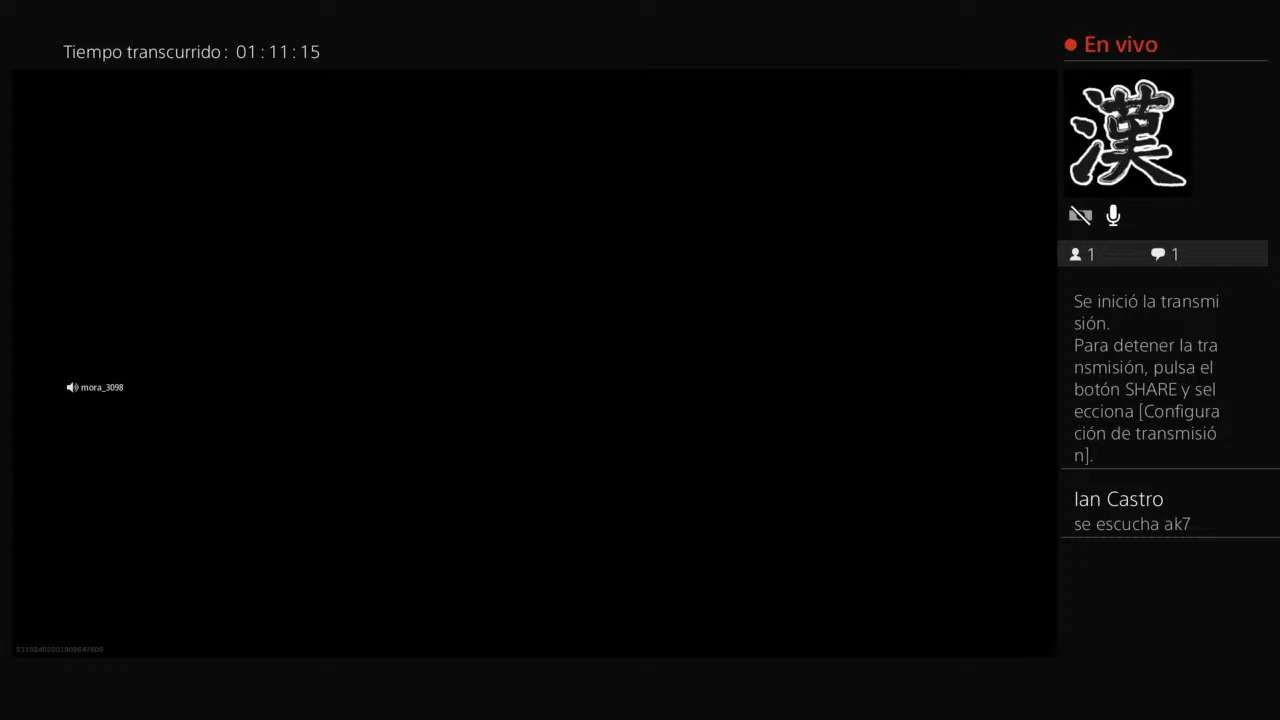 Tiempo transcurrido : 01 : 11 : 15
En vivo
漢
1 1
Se inició la transmi
sión.
Para detener la tra
nsmisión, pulsa el
botón SHARE y sel
ecciona [Configura
ción de transmisió
n].
mora_3098
Ian Castro
se escucha ak7